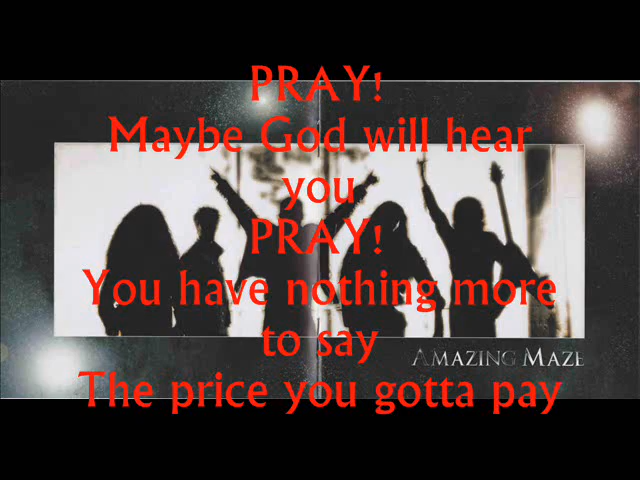 PRAY!
Maybe God will hear
you
PRAY!
You have nothing more
to say
AMAZING MAZE
The price you gotta pay